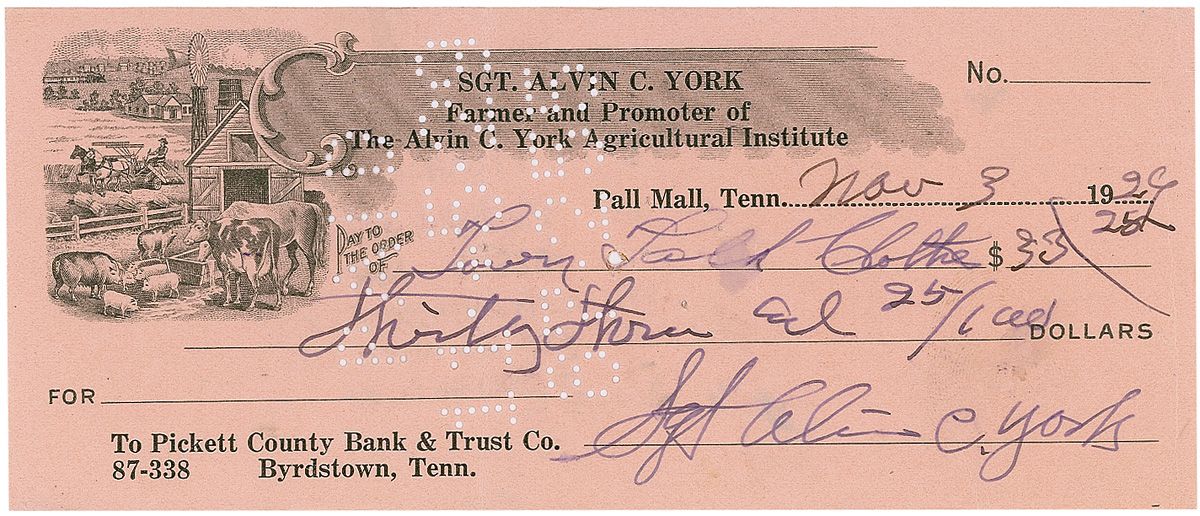 No.
SGT. ALVIN C. YORK
Farmer and Promoter of
The Alvin C. York Agricultural Institute
Pall Mall, Tenn. Nov 3 19
PAY TO THE ORDER OF $33 25
Thirty Three and 25/100 DOLLARS
FOR
Sgt Alvin C. York
To Pickett County Bank & Trust Co.
87-338 Byrdstown, Tenn.